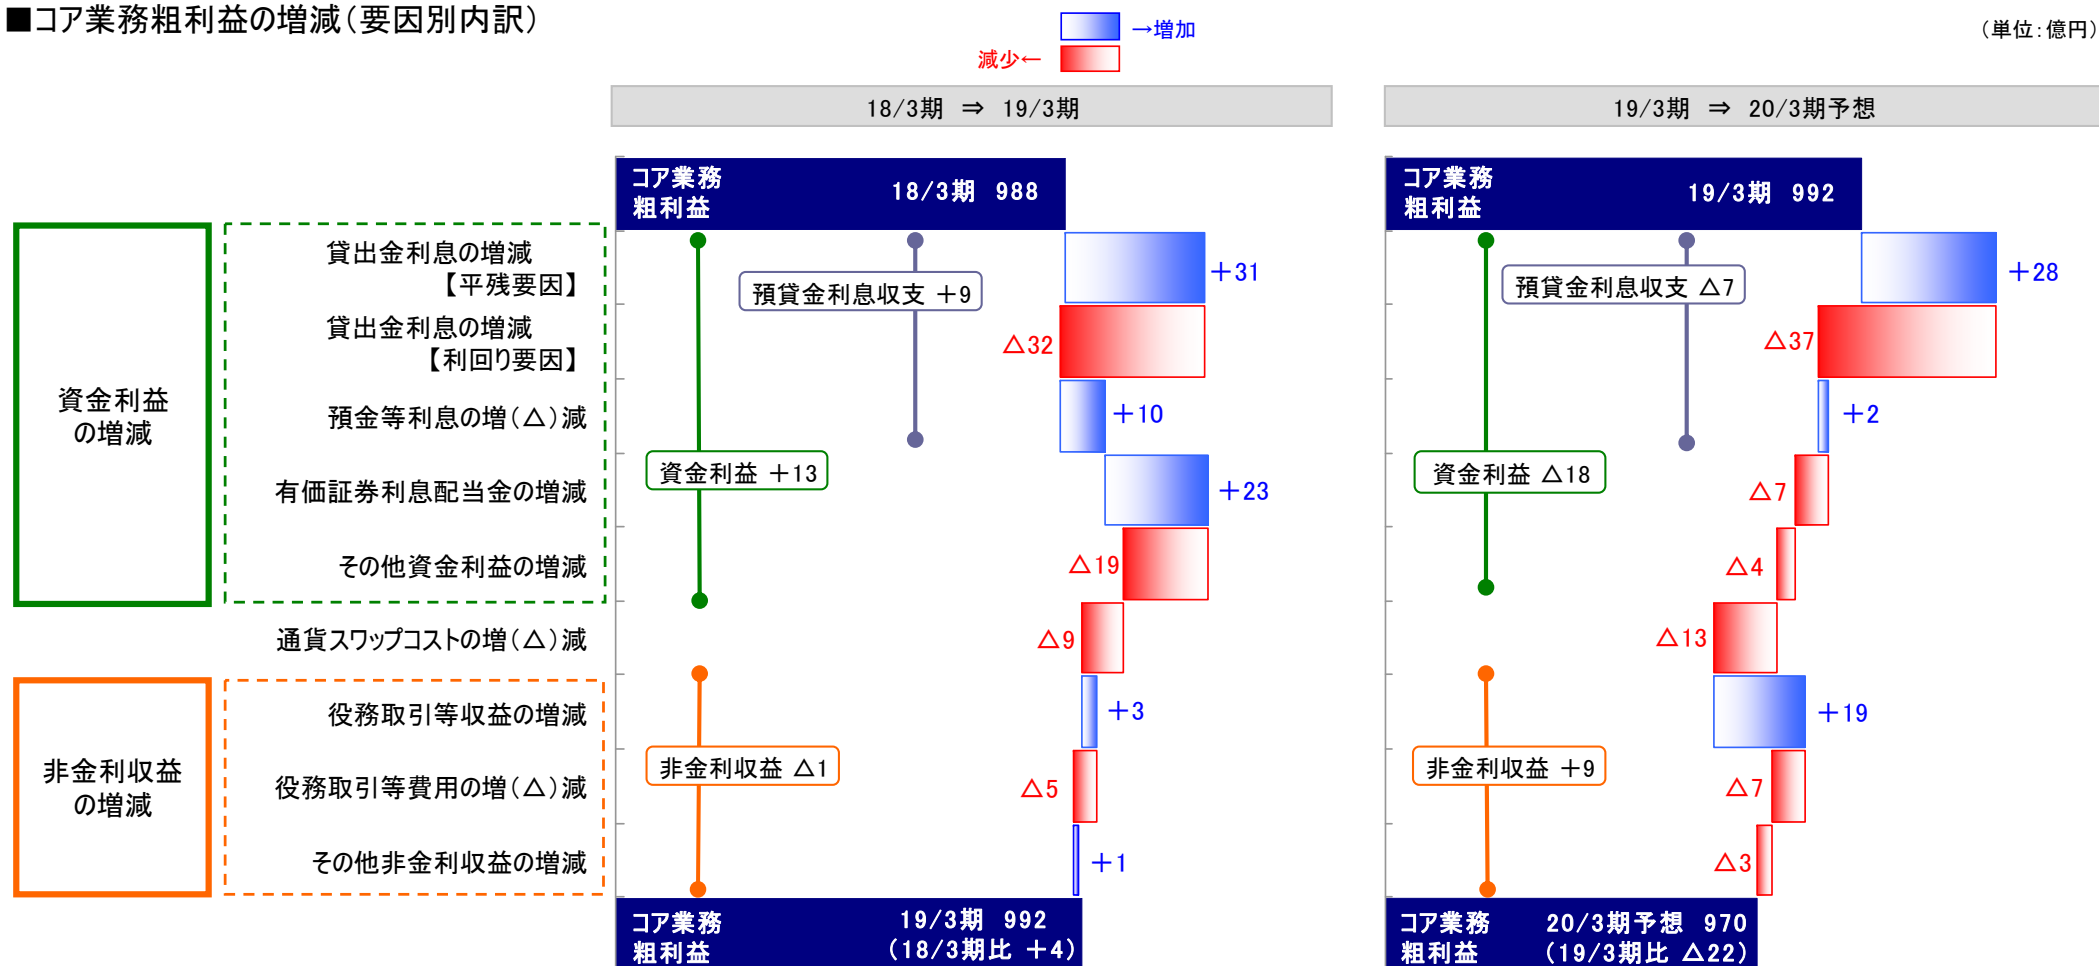 ■コア業務粗利益の増減(要因別内訳)
→増加
減少←
(単位:億円)
18/3期 ⇒ 19/3期
19/3期 ⇒ 20/3期予想
コア業務
粗利益
18/3期 988
コア業務
粗利益
19/3期 992
資金利益
の増減
貸出金利息の増減
【平残要因】
貸出金利息の増減
【利回り要因】
預金等利息の増(△)減
有価証券利息配当金の増減
その他資金利益の増減
通貨スワップコストの増(△)減
非金利収益
の増減
役務取引等収益の増減
役務取引等費用の増(△)減
その他非金利収益の増減
預貸金利息収支 +9
資金利益 +13
非金利収益 △1
+31
△32
+10
+23
△19
△9
+3
△5
+1
コア業務
粗利益
19/3期 992
(18/3期比 +4)
預貸金利息収支 △7
資金利益 △18
非金利収益 +9
+28
△37
+2
△7
△4
△13
+19
△7
△3
コア業務
粗利益
20/3期予想 970
(19/3期比 △22)